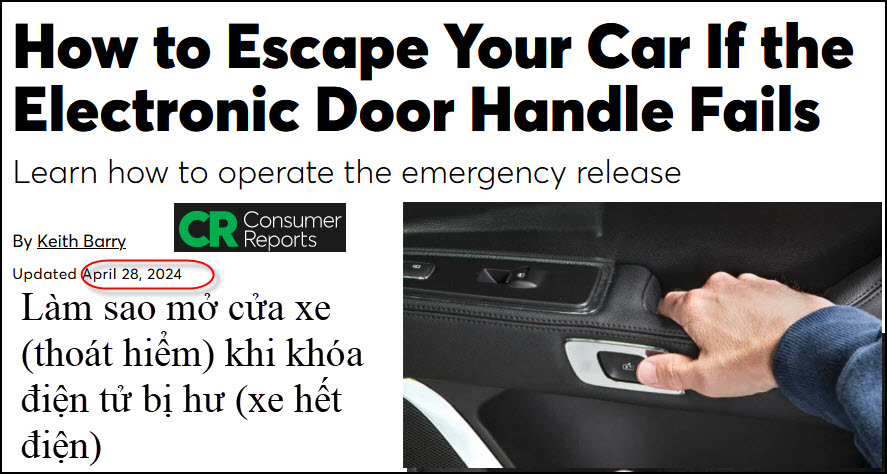 How to Escape Your Car If the
Electronic Door Handle Fails
Learn how to operate the emergency release
CR Consumer
Reports
By Keith Barry
Updated April 28, 2024
Làm sao mở cửa xe
(thoát hiểm) khi khóa
điện tử bị hư (xe hết
điện)